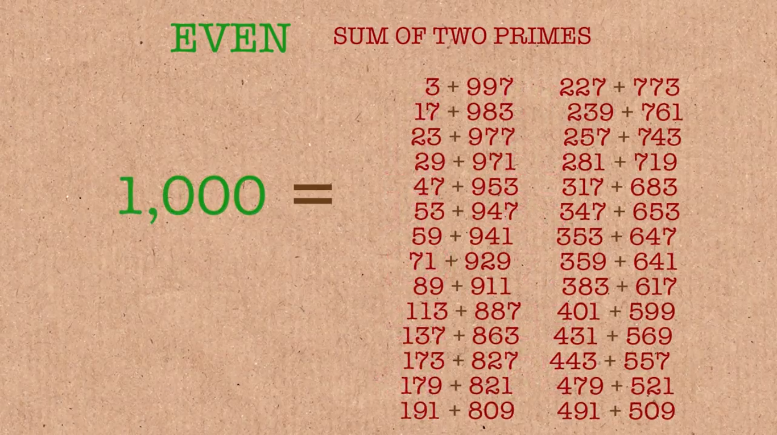 EVEN
SUM OF TWO PRIMES
1,000 =
3 + 997
17 + 983
23 + 977
29 + 971
47 + 953
53 + 947
59 + 941
71 + 929
89 + 911
113 + 887
137 + 863
173 + 827
179 + 821
191 + 809
227 + 773
239 + 761
257 + 743
281 + 719
317 + 683
347 + 653
353 + 647
359 + 641
383 + 617
401 + 599
431 + 569
443 + 557
479 + 521
491 + 509